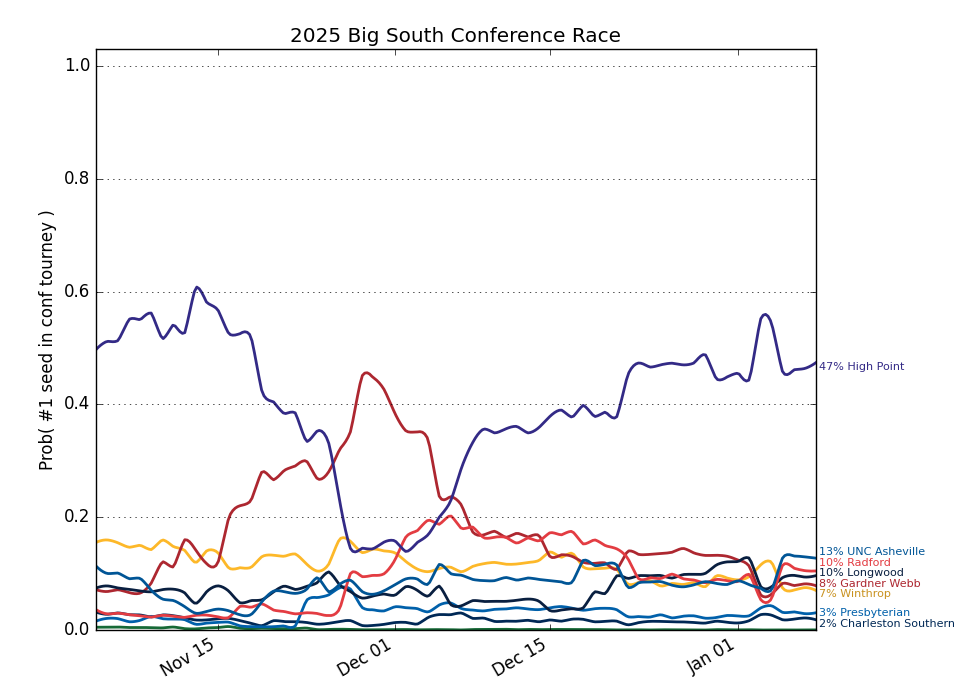 2025 Big South Conference Race
Prob( #1 seed in conf tourney )
1.0
0.8
0.6
0.4
0.2
0.0
Nov 15
Dec 01
Dec 15
Jan 01
47% High Point
13% UNC Asheville
10% Radford
10% Longwood
8% Gardner Webb
7% Winthrop
3% Presbyterian
2% Charleston Southern